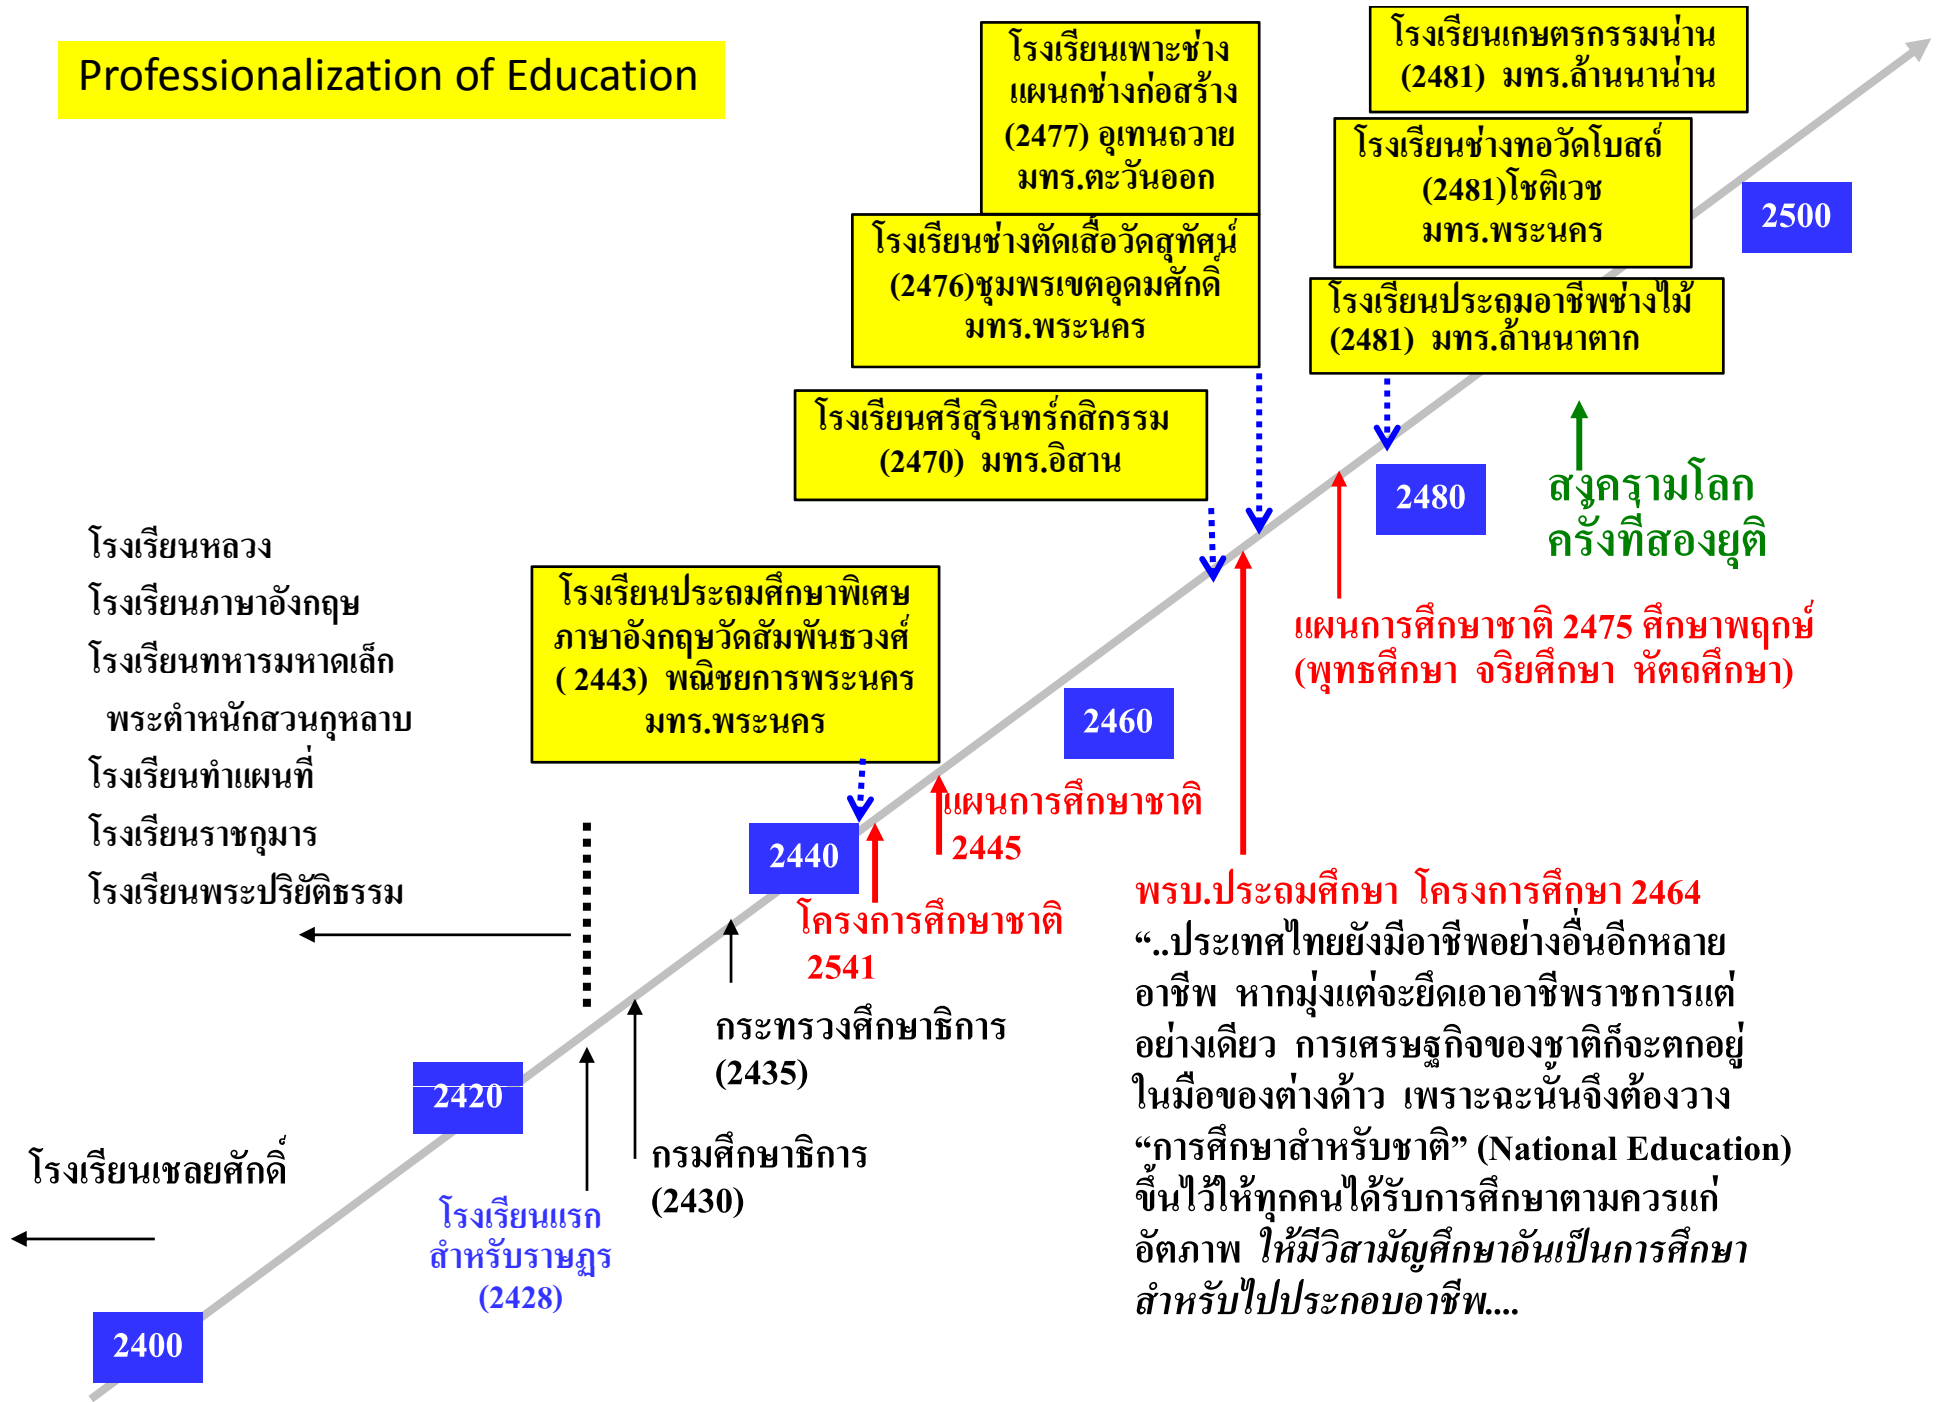 Professionalization of Education
โรงเรียนเพาะช่าง
แผนกช่างก่อสร้าง
(2477) อุเทนถวาย
มทร.ตะวันออก
โรงเรียนเกษตรกรรมน่าน
(2481) มทร.ล้านนาน่าน
โรงเรียนช่างทอวัดโบสถ์
(2481)โชติเวช
มทร.พระนคร
2500
โรงเรียนช่างตัดเสื้อวัดสุทัศน์
(2476)ชุมพรเขตอุดมศักดิ์
มทร.พระนคร
โรงเรียนประถมอาชีพช่างไม้
(2481) มทร.ล้านนาตาก
โรงเรียนศรีสุรินทร์กสิกรรม
(2470) มทร.อิสาน
2480
สงครามโลก
ครั้งที่สองยุติ
โรงเรียนหลวง
โรงเรียนภาษาอังกฤษ
โรงเรียนทหารมหาดเล็ก
พระตำหนักสวนกุหลาบ
โรงเรียนทำแผนที่
โรงเรียนราชกุมาร
โรงเรียนพระปริยัติธรรม
โรงเรียนประถมศึกษาพิเศษ
ภาษาอังกฤษวัดสัมพันธวงศ์
( 2443) พณิชยการพระนคร
มทร.พระนคร
แผนการศึกษาชาติ 2475 ศึกษาพฤกษ์
(พุทธศึกษา จริยศึกษา หัตถศึกษา)
2460
แผนการศึกษาชาติ
2445
2440
โครงการศึกษาชาติ
2541
พรบ.ประถมศึกษา โครงการศึกษา 2464
“..ประเทศไทยยังมีอาชีพอย่างอื่นอีกหลาย
อาชีพ หากมุ่งแต่จะยึดเอาอาชีพราชการแต่
อย่างเดียว การเศรษฐกิจของชาติก็จะตกอยู่
ในมือของต่างด้าว เพราะฉะนั้นจึงต้องวาง
“การศึกษาสำหรับชาติ” (National Education)
ขึ้นไว้ให้ทุกคนได้รับการศึกษาตามควรแก่
อัตภาพ ให้มีวิสามัญศึกษาอันเป็นการศึกษา
สำหรับไปประกอบอาชีพ....
กระทรวงศึกษาธิการ
(2435)
2420
กรมศึกษาธิการ
(2430)
โรงเรียนเชลยศักดิ์
โรงเรียนแรก
สำหรับราษฎร
(2428)
2400